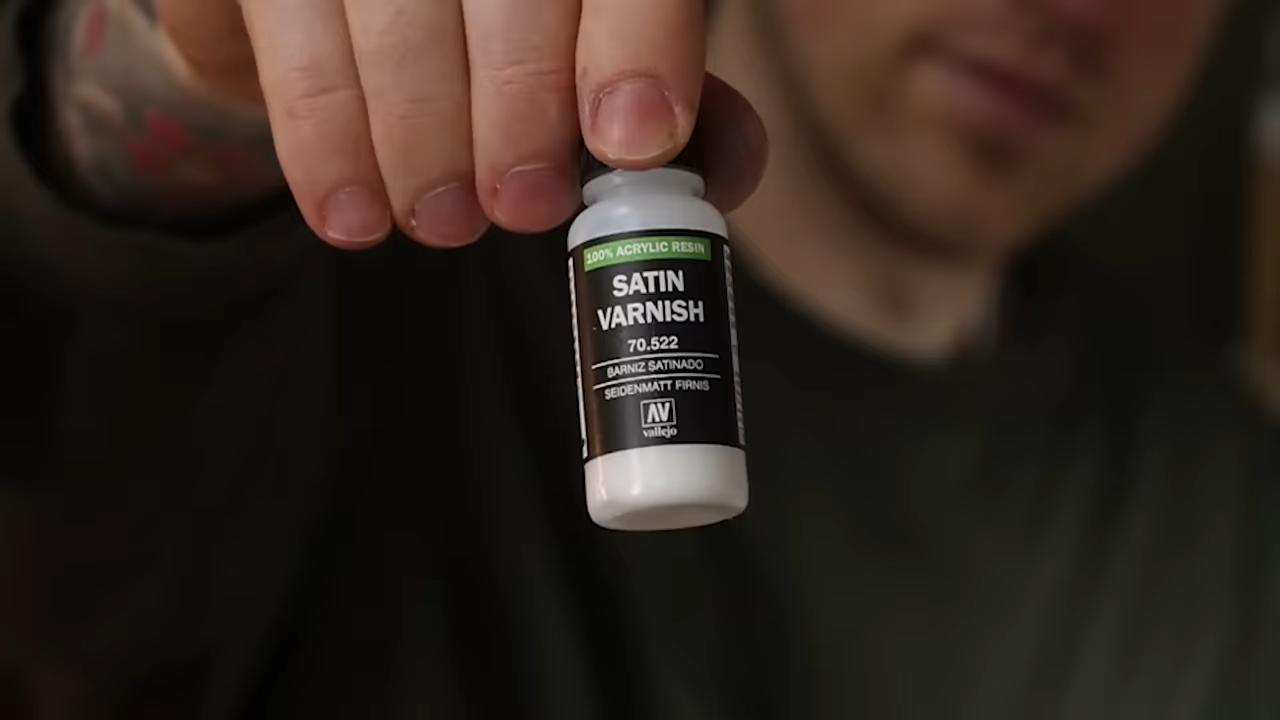 100% ACRYLIC RESIN
SATIN
VARNISH
70.522
BARNIZ SATINADO
SEIDENMATT FIRNIS
AV
vallejo